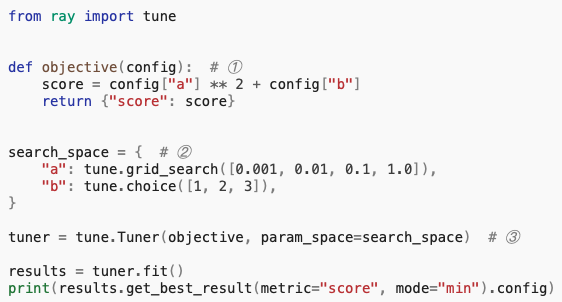 from ray import tune
def objective(config):  # ①
    score = config["a"] ** 2 + config["b"]
    return {"score": score}
search_space = {  # ②
    "a": tune.grid_search([0.001, 0.01, 0.1, 1.0]),
    "b": tune.choice([1, 2, 3]),
}
tuner = tune.Tuner(objective, param_space=search_space)  # ③
results = tuner.fit()
print(results.get_best_result(metric="score", mode="min").config)